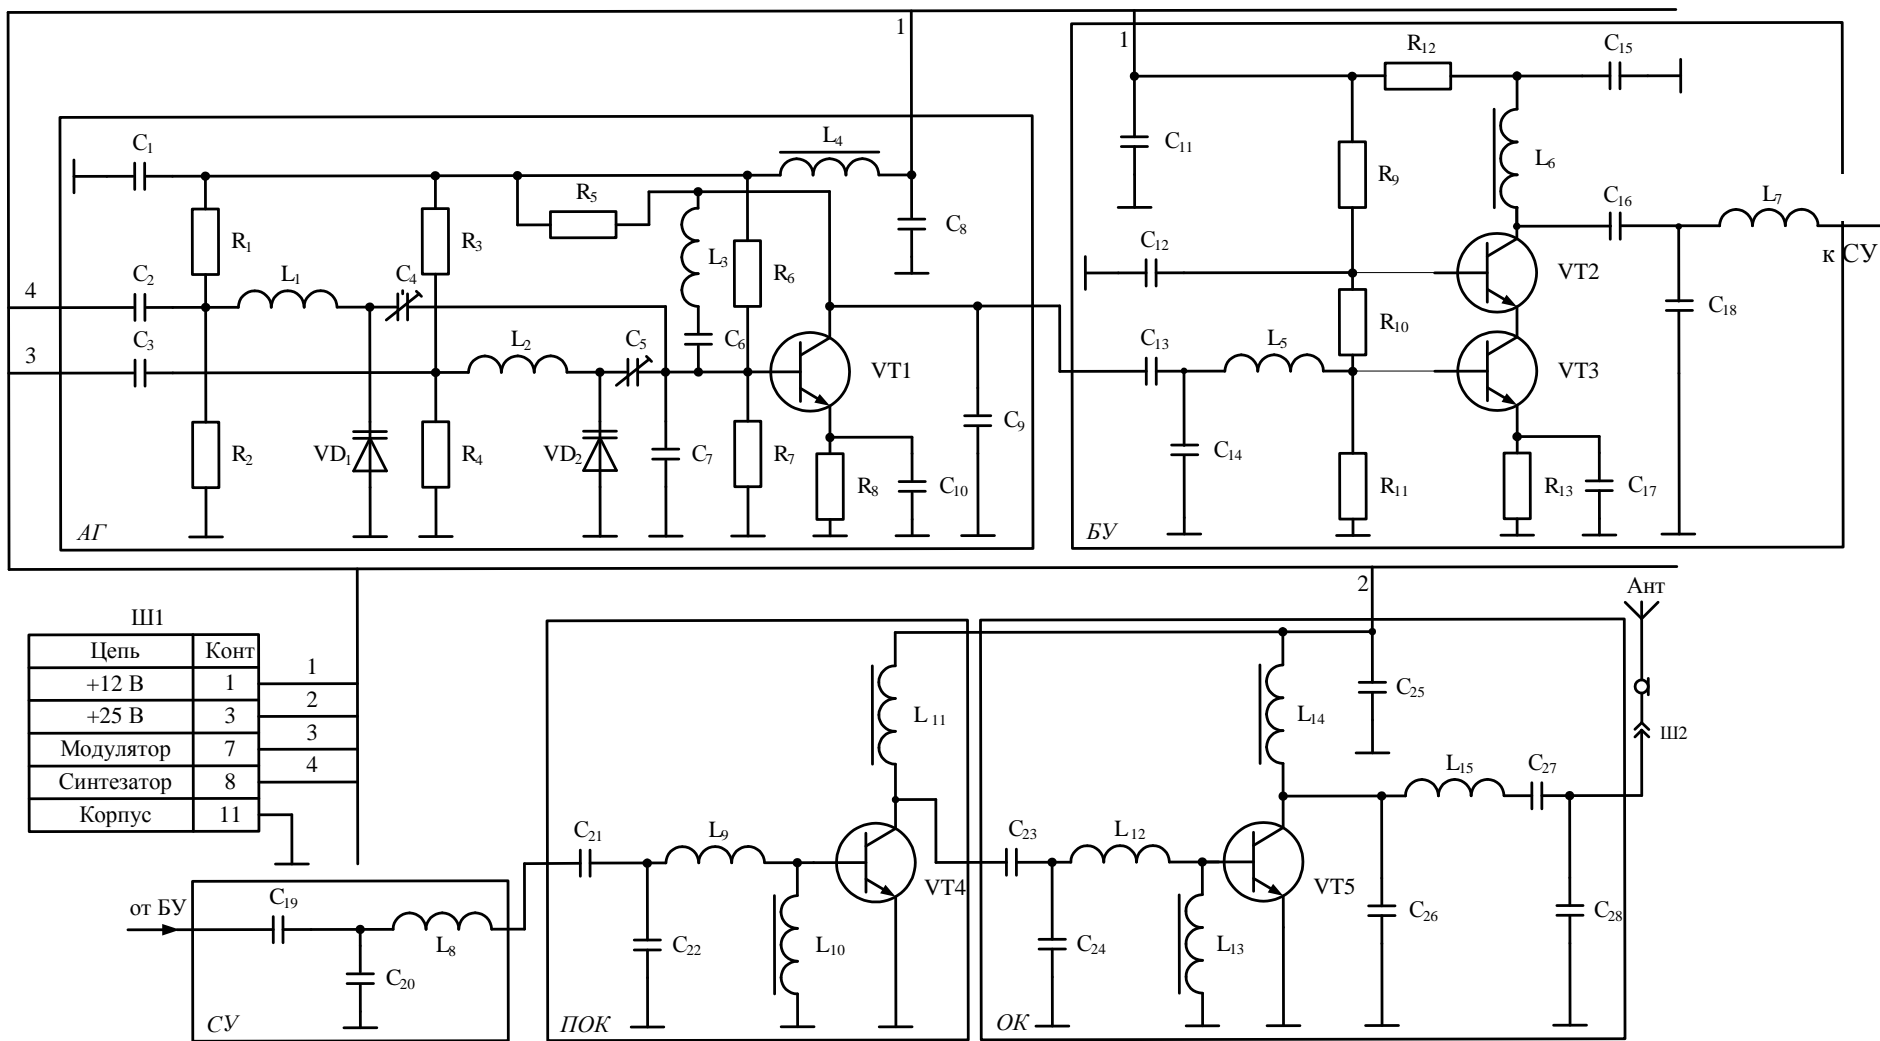 1
1
R12
C15
C1
L4
C11
L6
R5
R9
C16
L7
R1
R3
L3
C8
к СУ
C2
L1
C4
R6
C12
VT2
4
R10
C18
3
C3
L2
C5
C6
VT1
C13
L5
VT3
R2
VD1
R4
VD2
C7
R7
C9
C14
R8
C10
R11
R13
C17
АГ
БУ
2
Ант
Ш1
Цепь Конт
+12 В 1 1
+25 В 3 2
Модулятор 7 3
Синтезатор 8 4
Корпус 11
L11
L14
C25
Ш2
L15
C27
C21
L9
C23
L12
VT4
VT5
от БУ
C19
L8
C22
L10
C24
L13
C26
C28
C20
СУ
ПОК
ОК